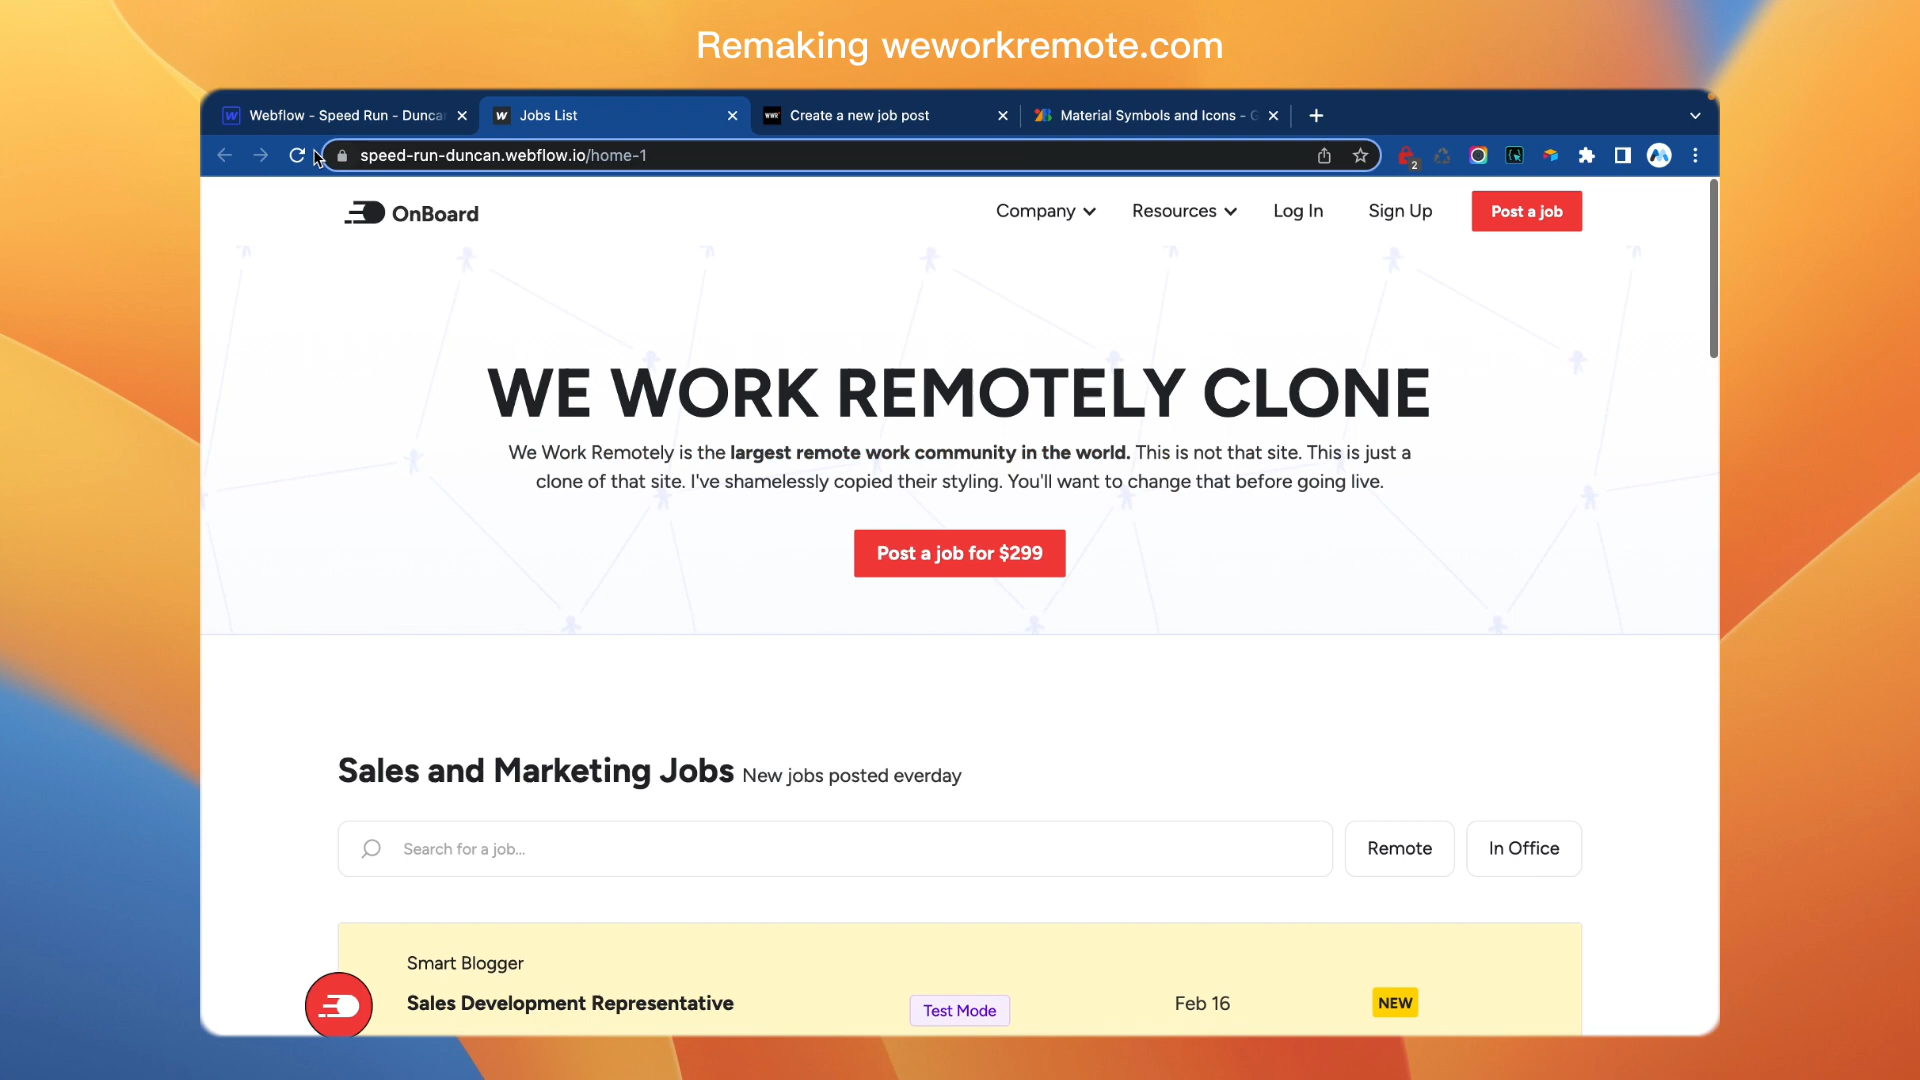 Remaking weworkremote.com
Webflow - Speed Run - Dunca
Jobs List
WWR
Create a new job post
Material Symbols and Icons - G
speed-run-duncan.webflow.io/home-1
2
OnBoard
Company
Resources
Log In
Sign Up
Post a job
WE WORK REMOTELY CLONE
We Work Remotely is the largest remote work community in the world. This is not that site. This is just a
clone of that site. I've shamelessly copied their styling. You'll want to change that before going live.
Post a job for $299
Sales and Marketing Jobs New jobs posted everday
Search for a job...
Remote
In Office
Smart Blogger
Sales Development Representative
Test Mode
Feb 16
NEW